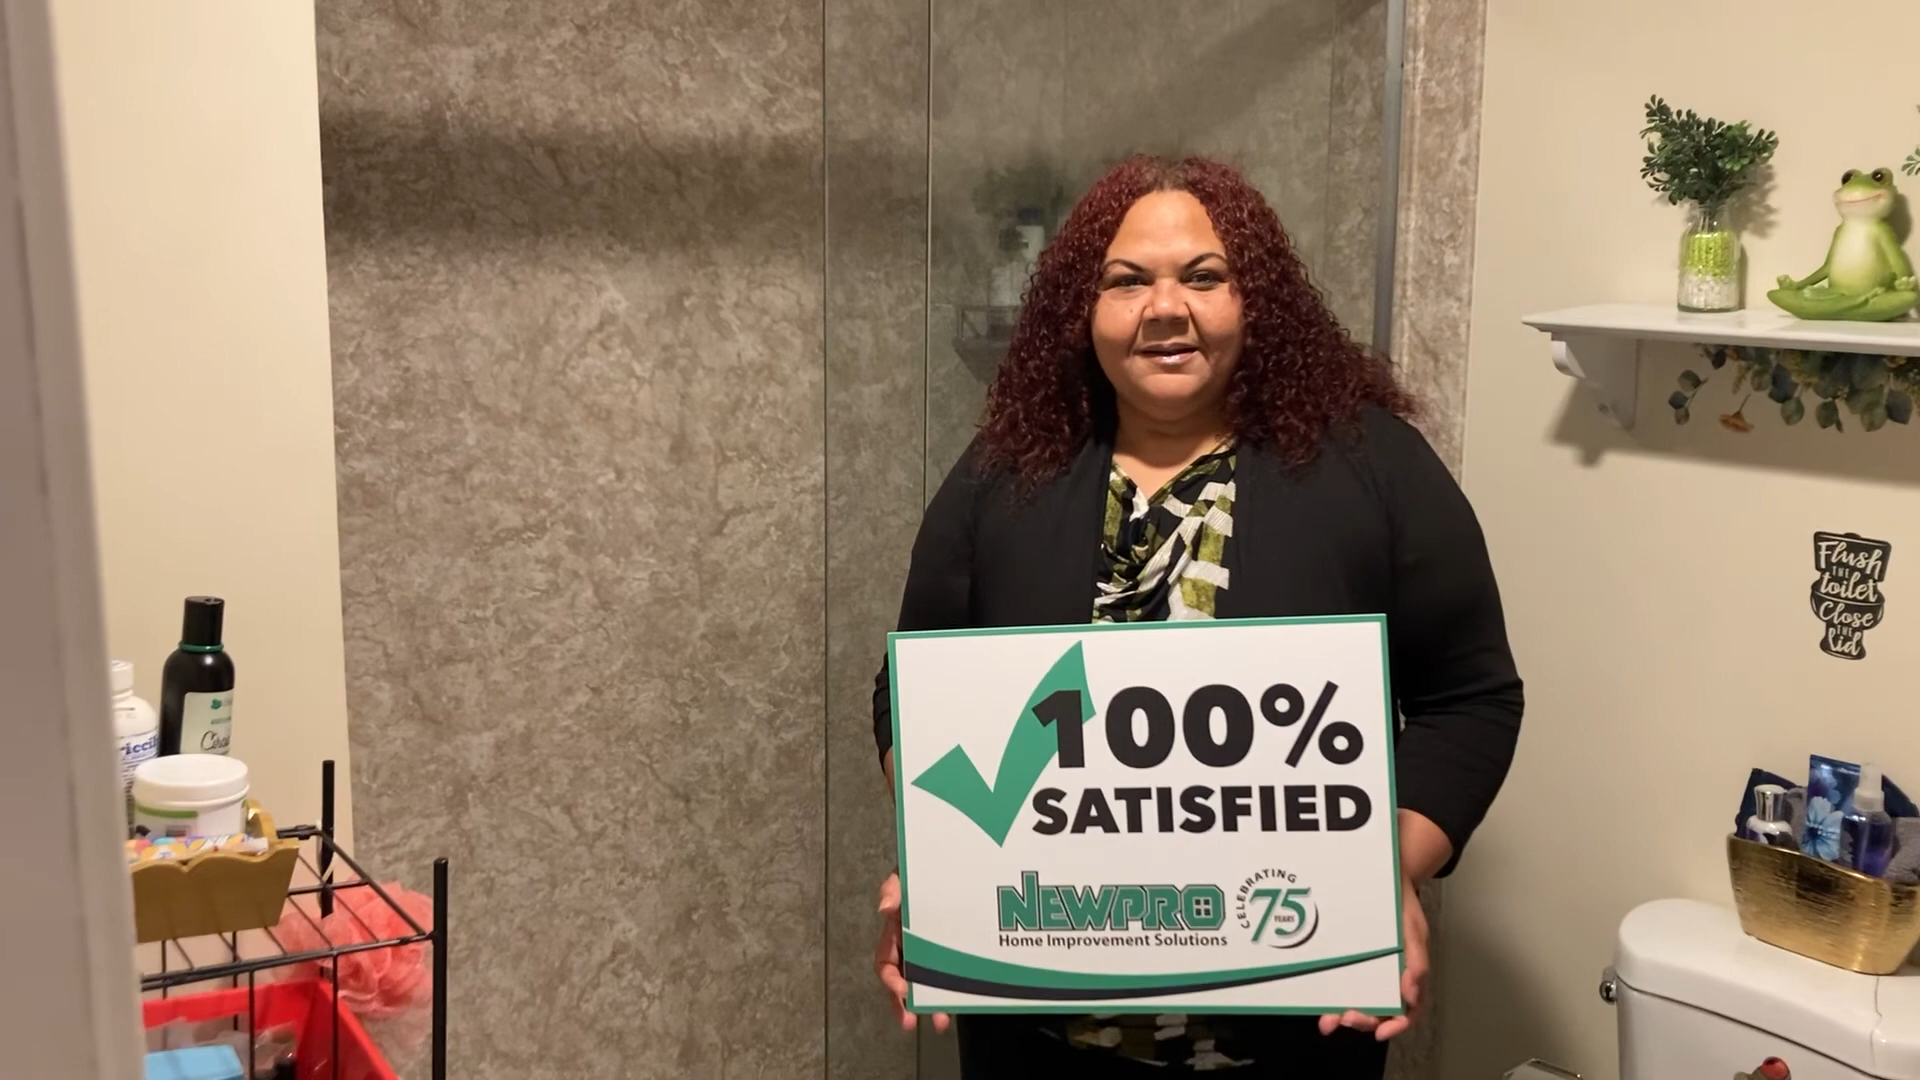 100%
SATISFIED
NEWPRO
Home Improvement Solutions
CELEBRATING
75
YEARS
Flush
THE
toilet
Close
THE
lid